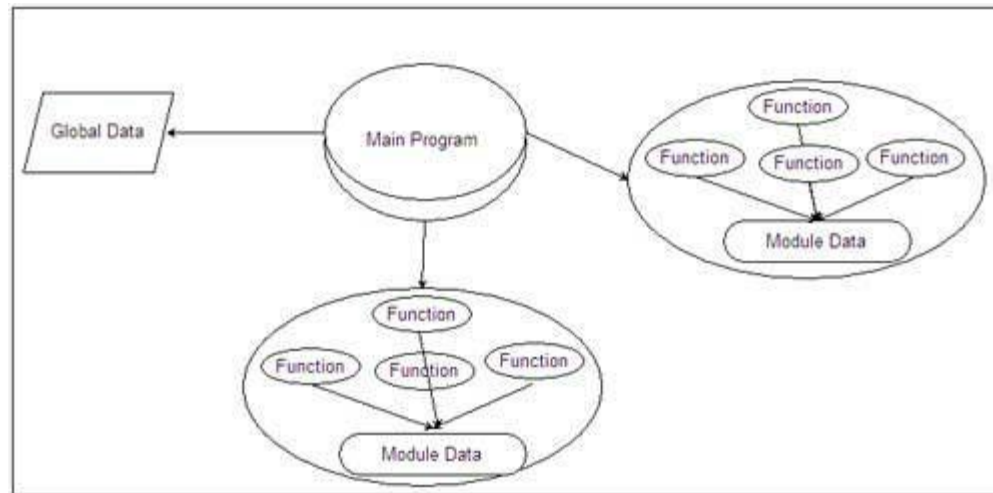 Global Data
Main Program
Function
Function
Function
Function
Module Data
Function
Function
Function
Function
Module Data